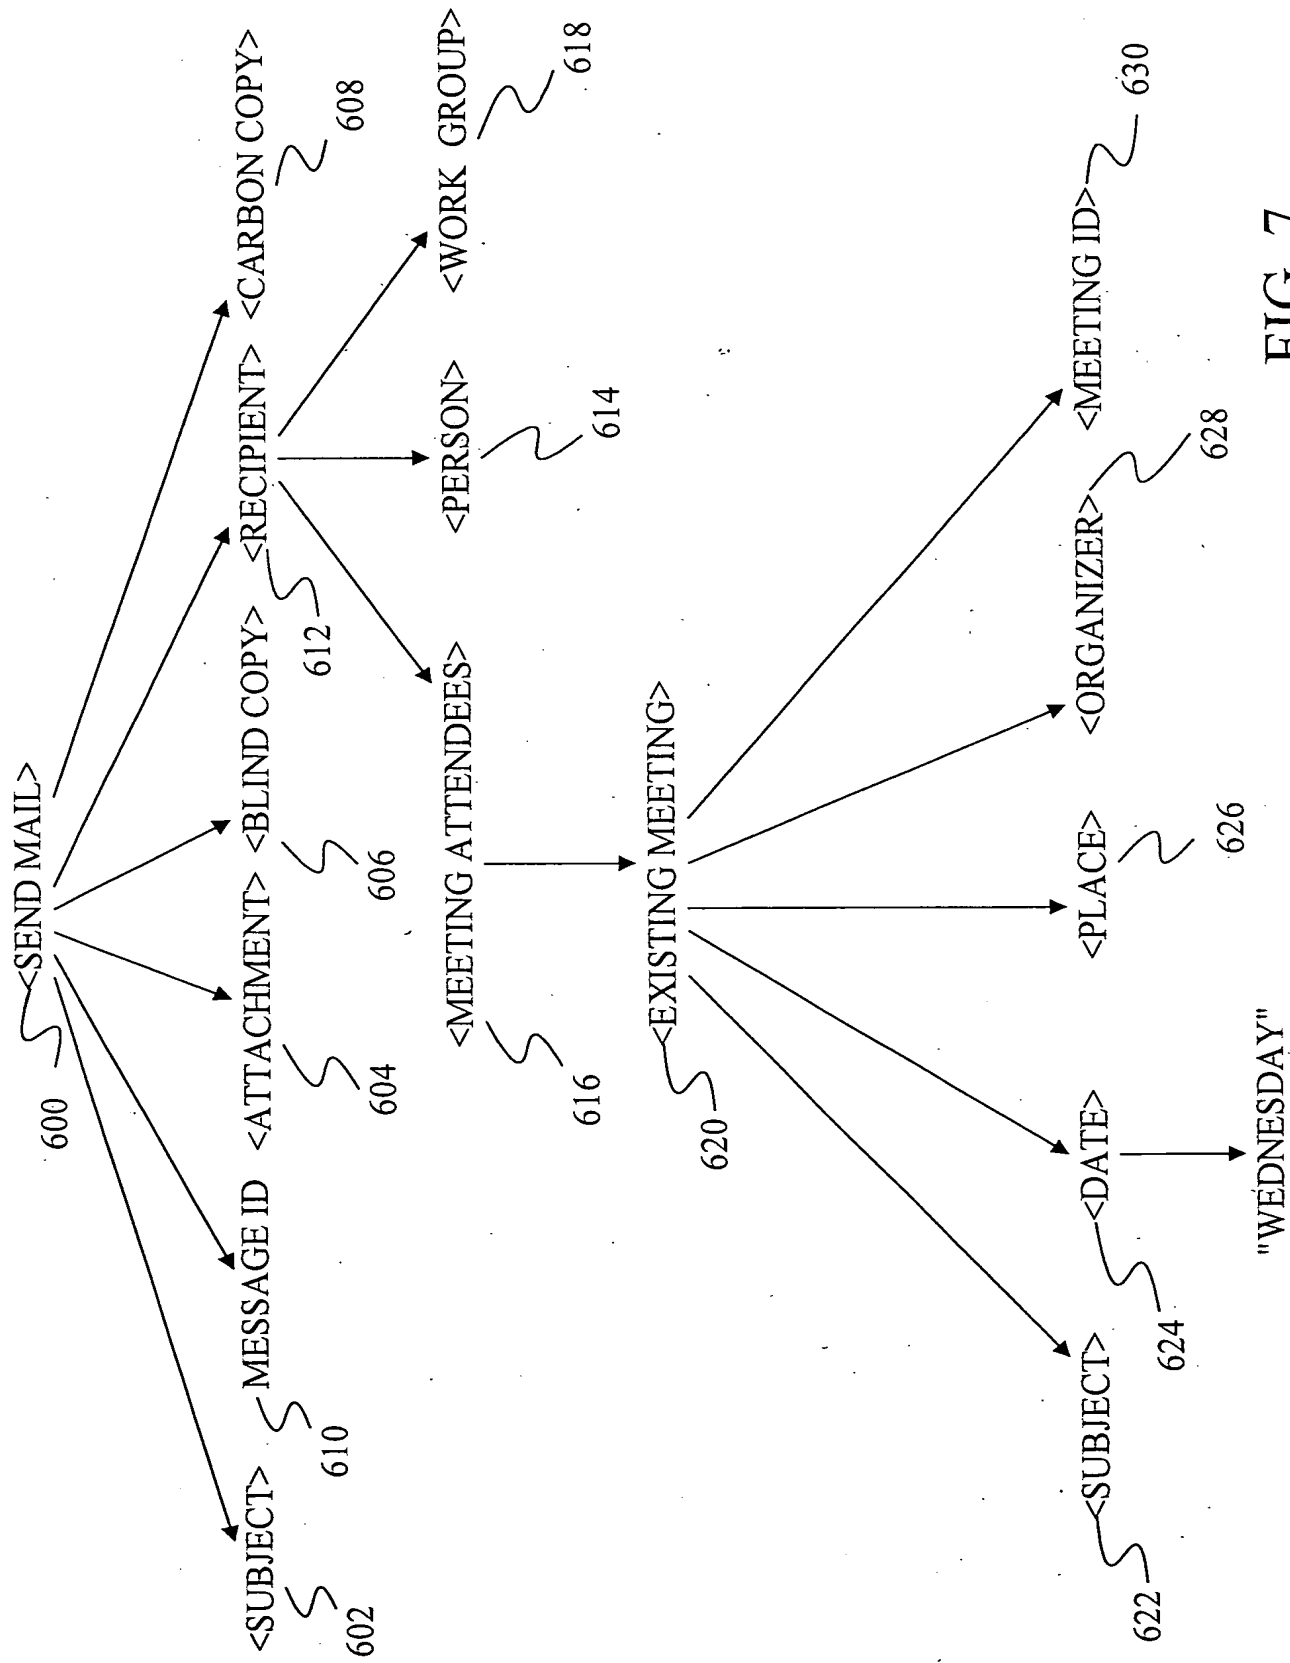 <SEND MAIL>
600
<SUBJECT> MESSAGE ID <ATTACHMENT> <BLIND COPY> <RECIPIENT> <CARBON COPY>
602 610 604 606 612 608
<MEETING ATTENDEES> <PERSON> <WORK GROUP>
616 614 618
<EXISTING MEETING>
620
<SUBJECT> <DATE> <PLACE> <ORGANIZER> <MEETING ID>
622 624 626 628 630
"WEDNESDAY"
FIG. 7